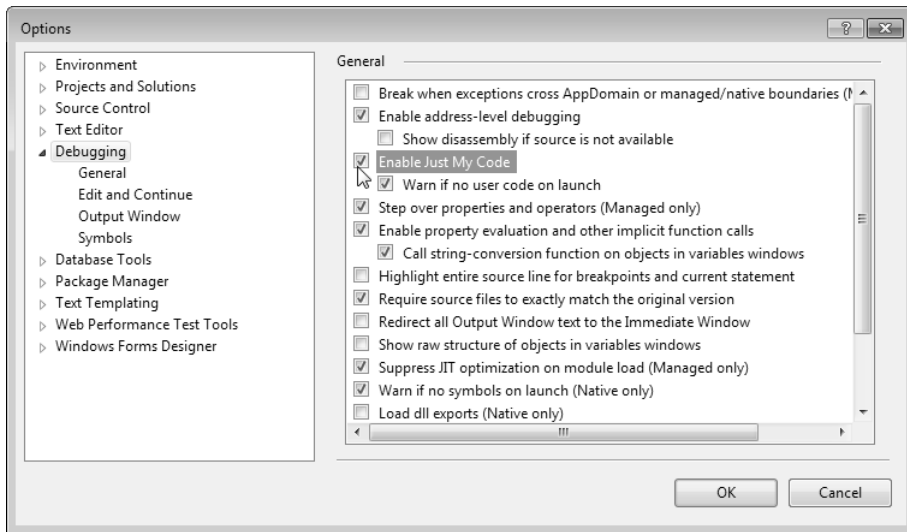 Options
Environment
Projects and Solutions
Source Control
Text Editor
Debugging
General
Edit and Continue
Output Window
Symbols
Database Tools
Package Manager
Text Templating
Web Performance Test Tools
Windows Forms Designer
General
Break when exceptions cross AppDomain or managed/native boundaries (
Enable address-level debugging
Show disassembly if source is not available
Enable Just My Code
Warn if no user code on launch
Step over properties and operators (Managed only)
Enable property evaluation and other implicit function calls
Call string-conversion function on objects in variables windows
Highlight entire source line for breakpoints and current statement
Require source files to exactly match the original version
Redirect all Output Window text to the Immediate Window
Show raw structure of objects in variables windows
Suppress JIT optimization on module load (Managed only)
Warn if no symbols on launch (Native only)
Load dll exports (Native only)
OK Cancel